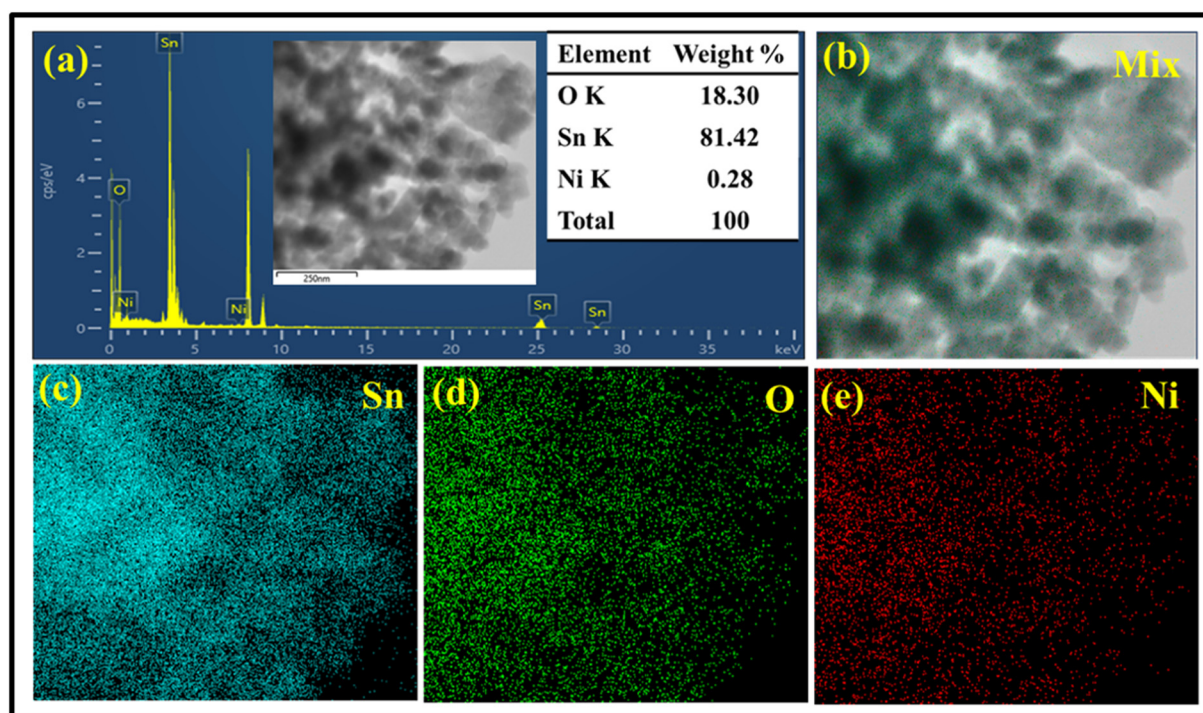 (a)
Sn
6
4
2
0
cps/eV
O
Ni
Ni
Sn
Sn
0 5 10 15 20 25 30 35 keV
250nm
Element Weight %
O K 18.30
Sn K 81.42
Ni K 0.28
Total 100
(b) Mix
(c) Sn
(d) O
(e) Ni